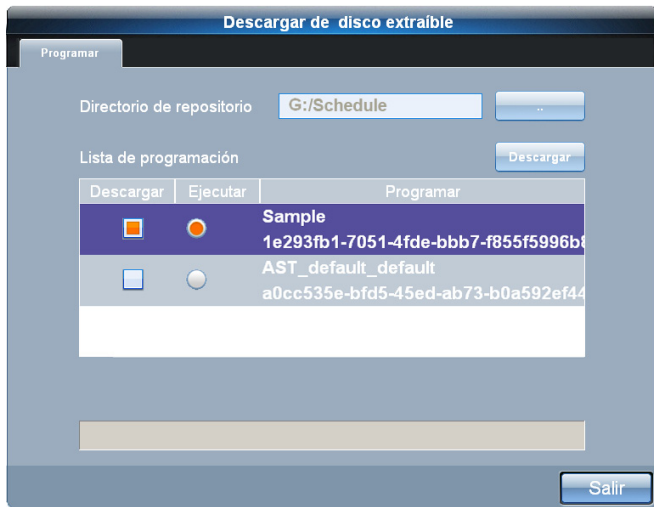 Descargar de disco extraíble
Programar
Directorio de repositorio G:/Schedule ..
Lista de programación Descargar
Descargar Ejecutar Programar
Sample
1e293fb1-7051-4fde-bbb7-f855f5996b8
AST_default_default
a0cc535e-bfd5-45ed-ab73-b0a592ef44
Salir